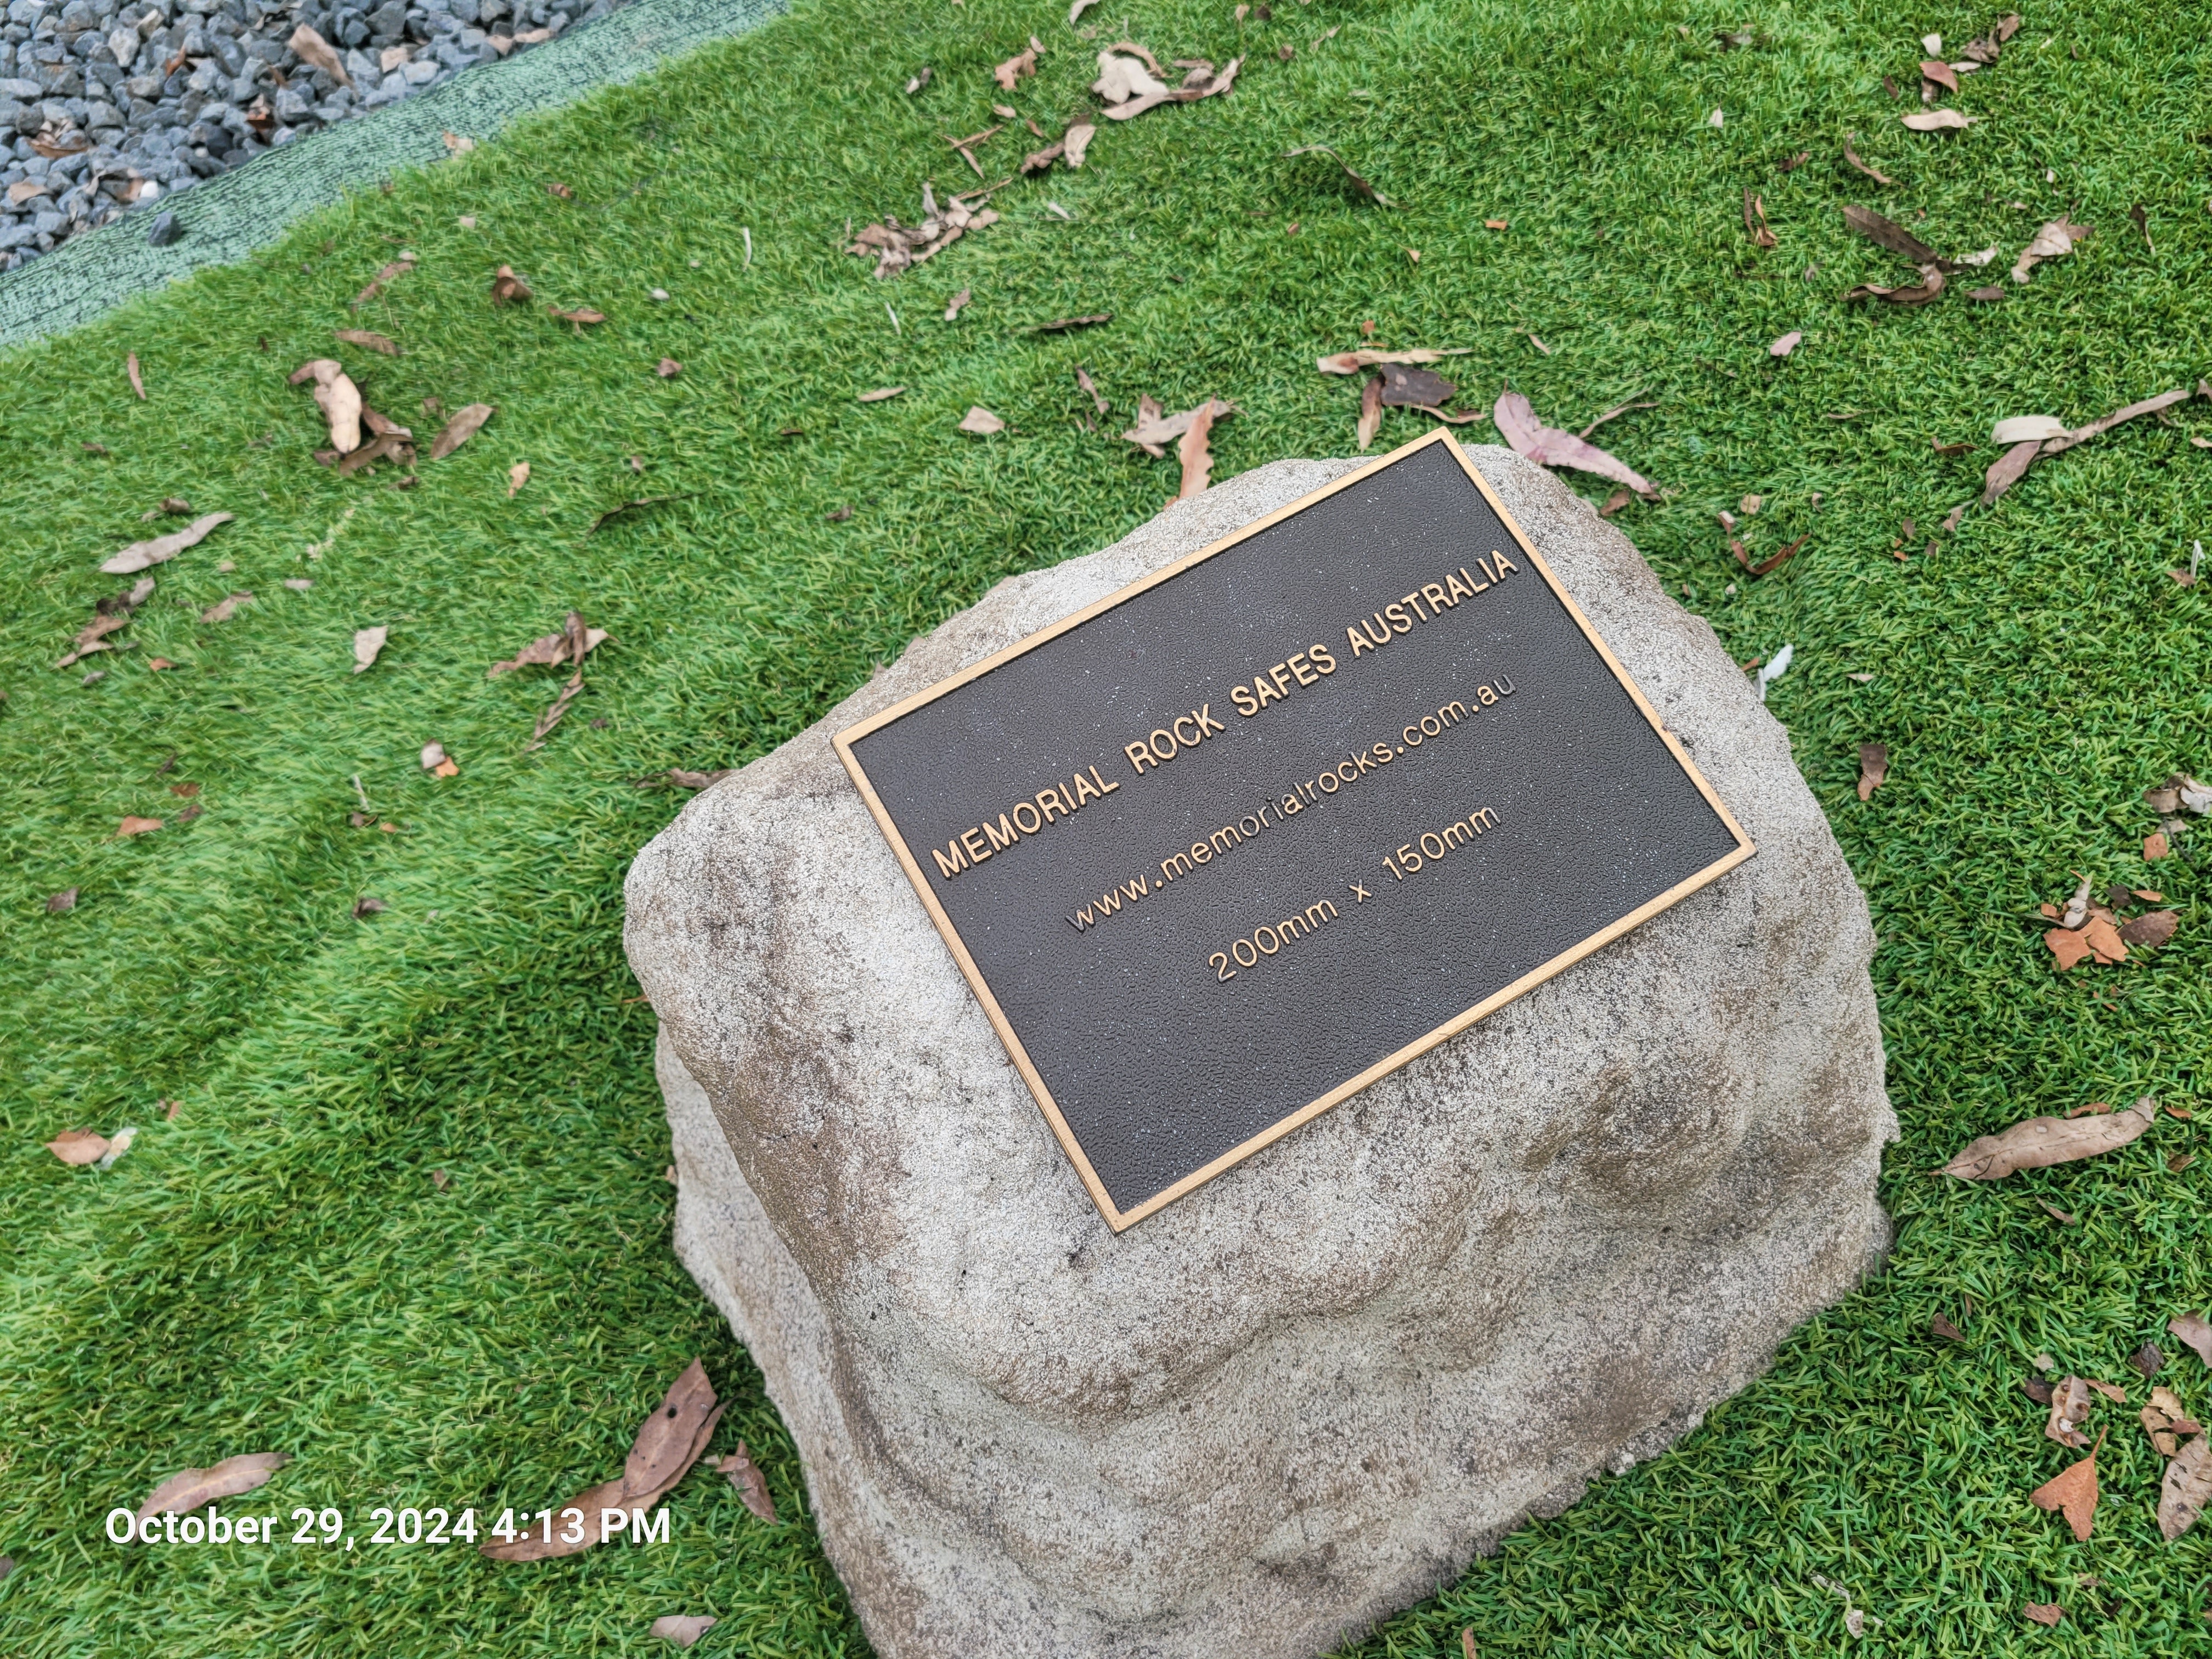 MEMORIAL ROCK SAFES AUSTRALIA
www.memorialrocks.com.au
200mm x 150mm
October 29, 2024 4:13 PM